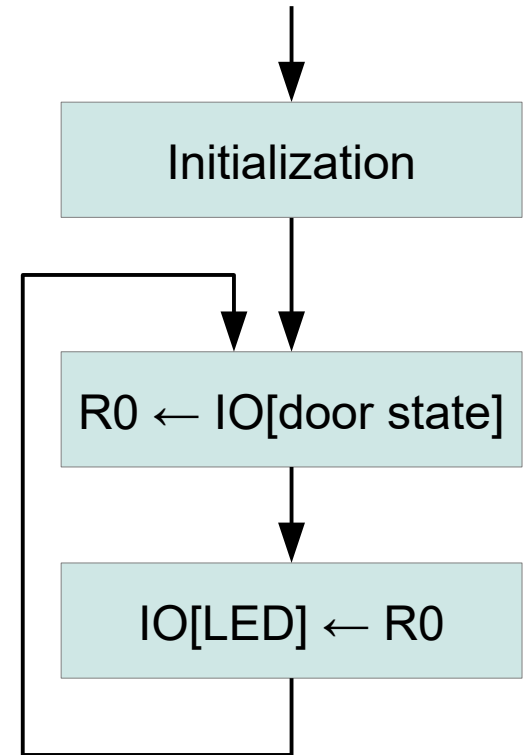 Initialization
R0 ← IO[door state]
IO[LED] ← R0